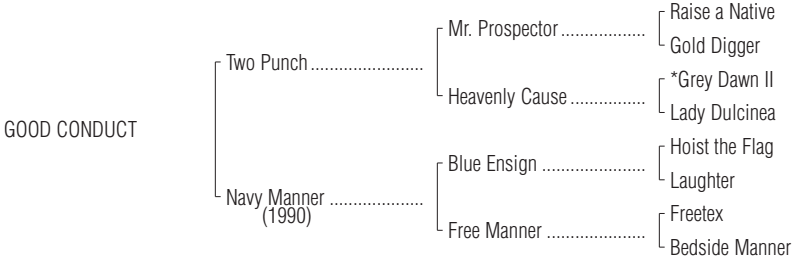 Raise a Native
Mr. Prospector ..................
Gold Digger
Two Punch ........................
*Grey Dawn II
Heavenly Cause ................
Lady Dulcinea
GOOD CONDUCT
Hoist the Flag
Blue Ensign ......................
Laughter
Navy Manner ....................
(1990)
Freetex
Free Manner .....................
Bedside Manner